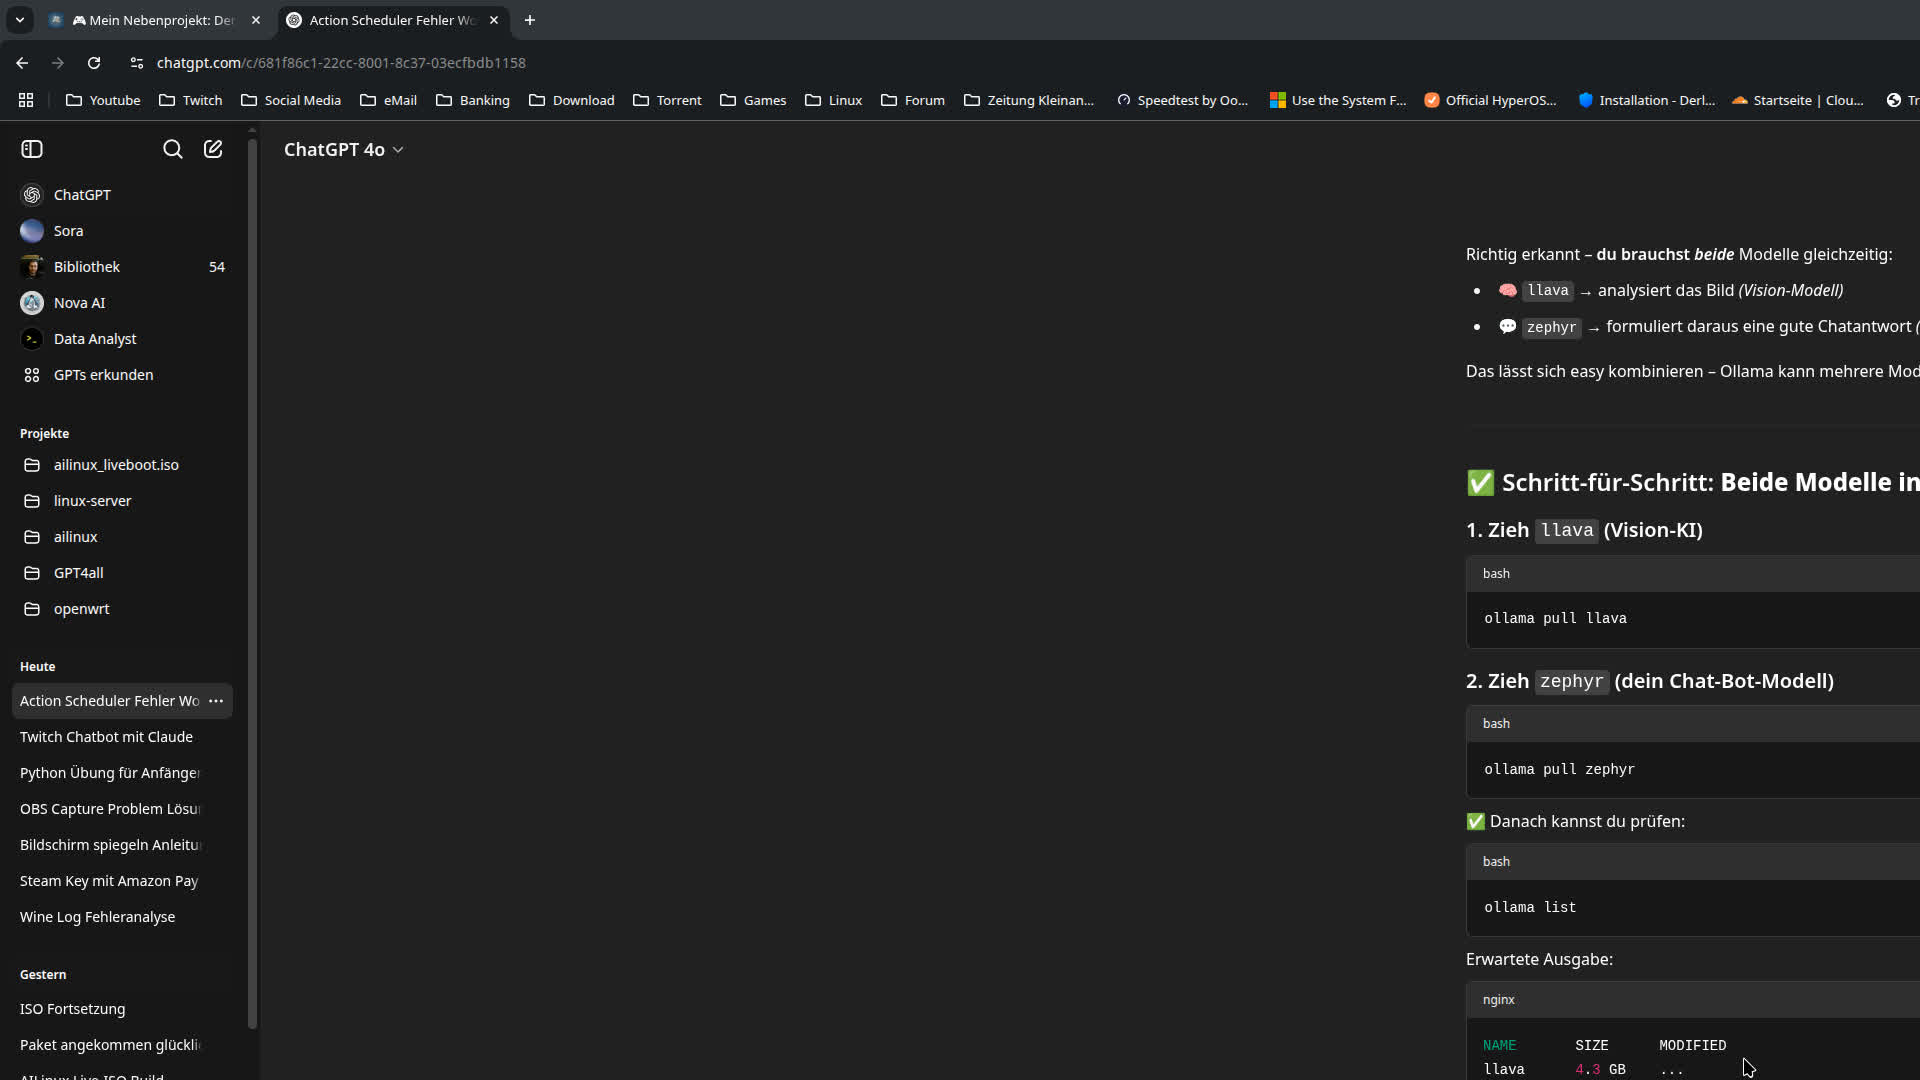 🎮 Mein Nebenprojekt: Der
Action Scheduler Fehler Wo
chatgpt.com/c/681f86c1-22cc-8001-8c37-03ecfbdb1158
Youtube Twitch Social Media eMail Banking Download Torrent Games Linux Forum Zeitung Kleinan... Speedtest by Oo... Use the System F... Official HyperOS... Installation - Derl... Startseite | Clou... Tr
ChatGPT 4o
ChatGPT
Sora
Bibliothek 54
Nova AI
Data Analyst
GPTs erkunden
Projekte
ailinux_liveboot.iso
linux-server
ailinux
GPT4all
openwrt
Heute
Action Scheduler Fehler Wo
Twitch Chatbot mit Claude
Python Übung für Anfänger
OBS Capture Problem Lösu
Bildschirm spiegeln Anleitu
Steam Key mit Amazon Pay
Wine Log Fehleranalyse
Gestern
ISO Fortsetzung
Paket angekommen glückli
AILinux Live ISO Build
Richtig erkannt – du brauchst beide Modelle gleichzeitig:
• 🧠 llava → analysiert das Bild (Vision-Modell)
• 💬 zephyr → formuliert daraus eine gute Chatantwort (
Das lässt sich easy kombinieren – Ollama kann mehrere Mod
✅ Schritt-für-Schritt: Beide Modelle in
1. Zieh llava (Vision-KI)
bash
ollama pull llava
2. Zieh zephyr (dein Chat-Bot-Modell)
bash
ollama pull zephyr
✅ Danach kannst du prüfen:
bash
ollama list
Erwartete Ausgabe:
nginx
NAME SIZE MODIFIED
llava 4.3 GB ...